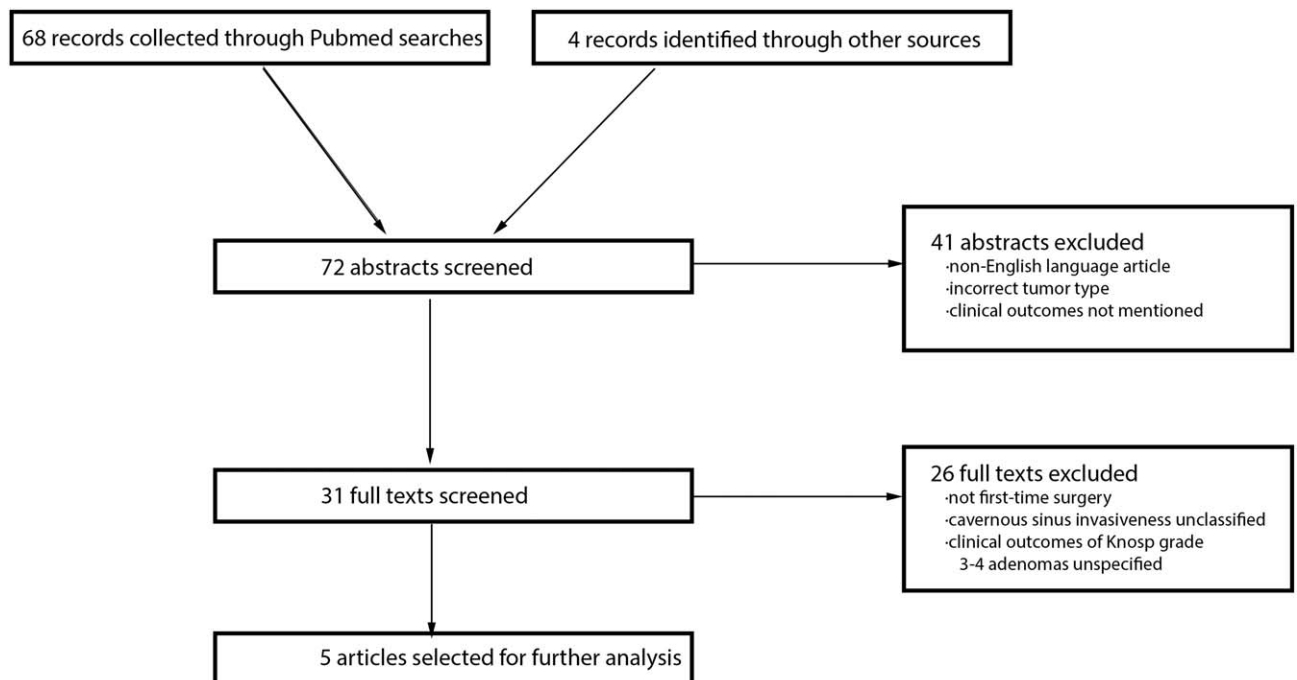 68 records collected through Pubmed searches
4 records identified through other sources
72 abstracts screened
41 abstracts excluded
·non-English language article
·incorrect tumor type
·clinical outcomes not mentioned
31 full texts screened
26 full texts excluded
·not first-time surgery
·cavernous sinus invasiveness unclassified
·clinical outcomes of Knosp grade
3-4 adenomas unspecified
5 articles selected for further analysis